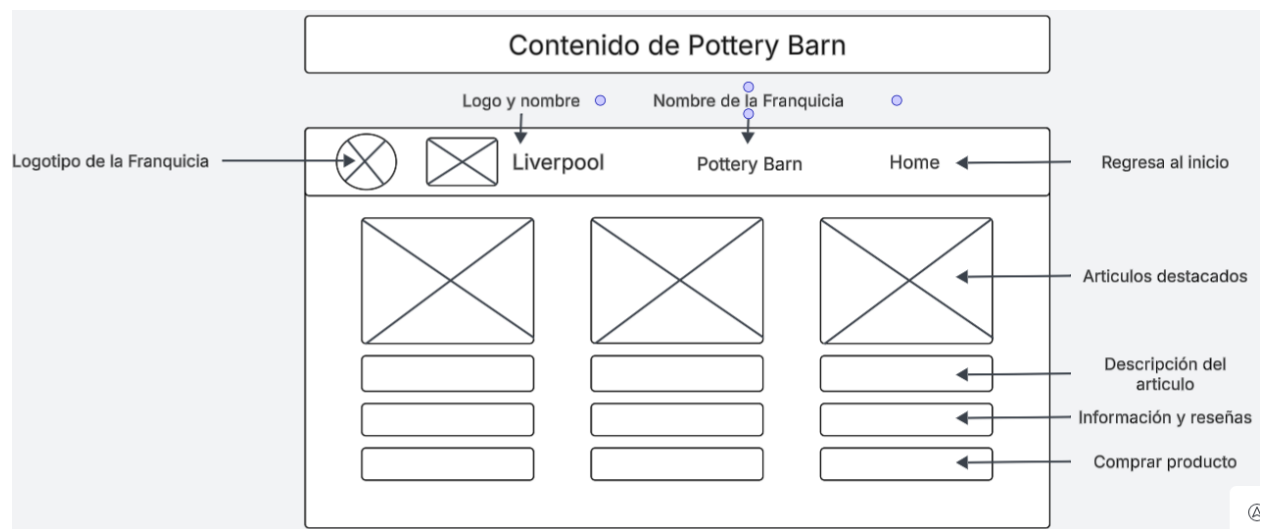 Contenido de Pottery Barn
Logo y nombre
Nombre de la Franquicia
Logotipo de la Franquicia
Liverpool
Pottery Barn
Home
Regresa al inicio
Articulos destacados
Descripción del
articulo
Información y reseñas
Comprar producto